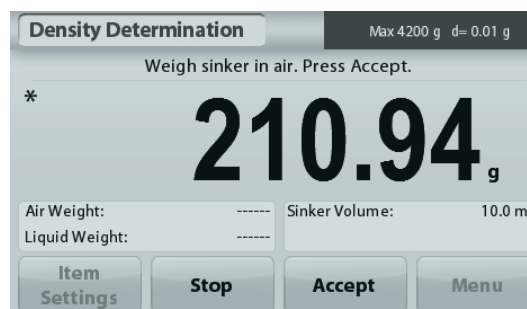 Density Determination
Max 4200 g d= 0.01 g
Weigh sinker in air. Press Accept.
*
210.94 g
Air Weight: ------
Sinker Volume: 10.0 m
Liquid Weight: ------
Item Settings
Stop
Accept
Menu